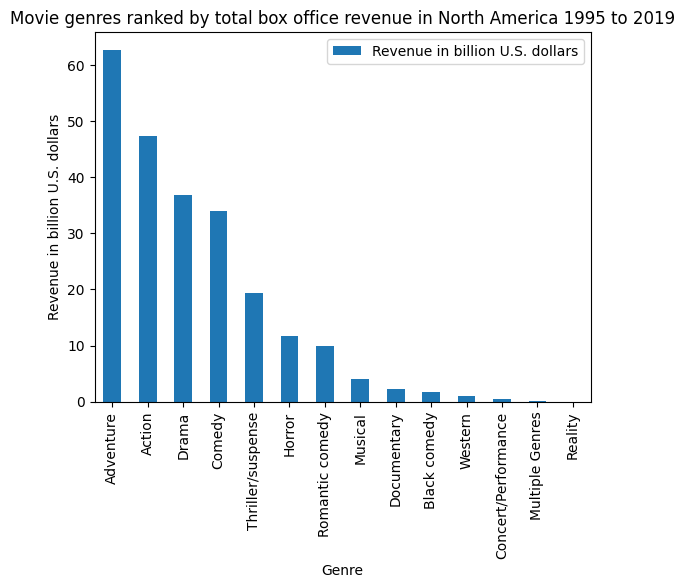 Movie genres ranked by total box office revenue in North America 1995 to 2019
Revenue in billion U.S. dollars
Revenue in billion U.S. dollars
60
50
40
30
20
10
0
Adventure
Action
Drama
Comedy
Thriller/suspense
Horror
Romantic comedy
Musical
Documentary
Black comedy
Western
Concert/Performance
Multiple Genres
Reality
Genre